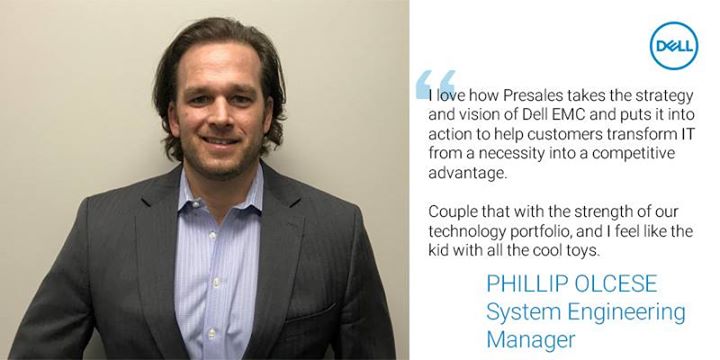 DELL
I love how Presales takes the strategy
and vision of Dell EMC and puts it into
action to help customers transform IT
from a necessity into a competitive
advantage.
Couple that with the strength of our
technology portfolio, and I feel like the
kid with all the cool toys.
PHILLIP OLCESE
System Engineering
Manager